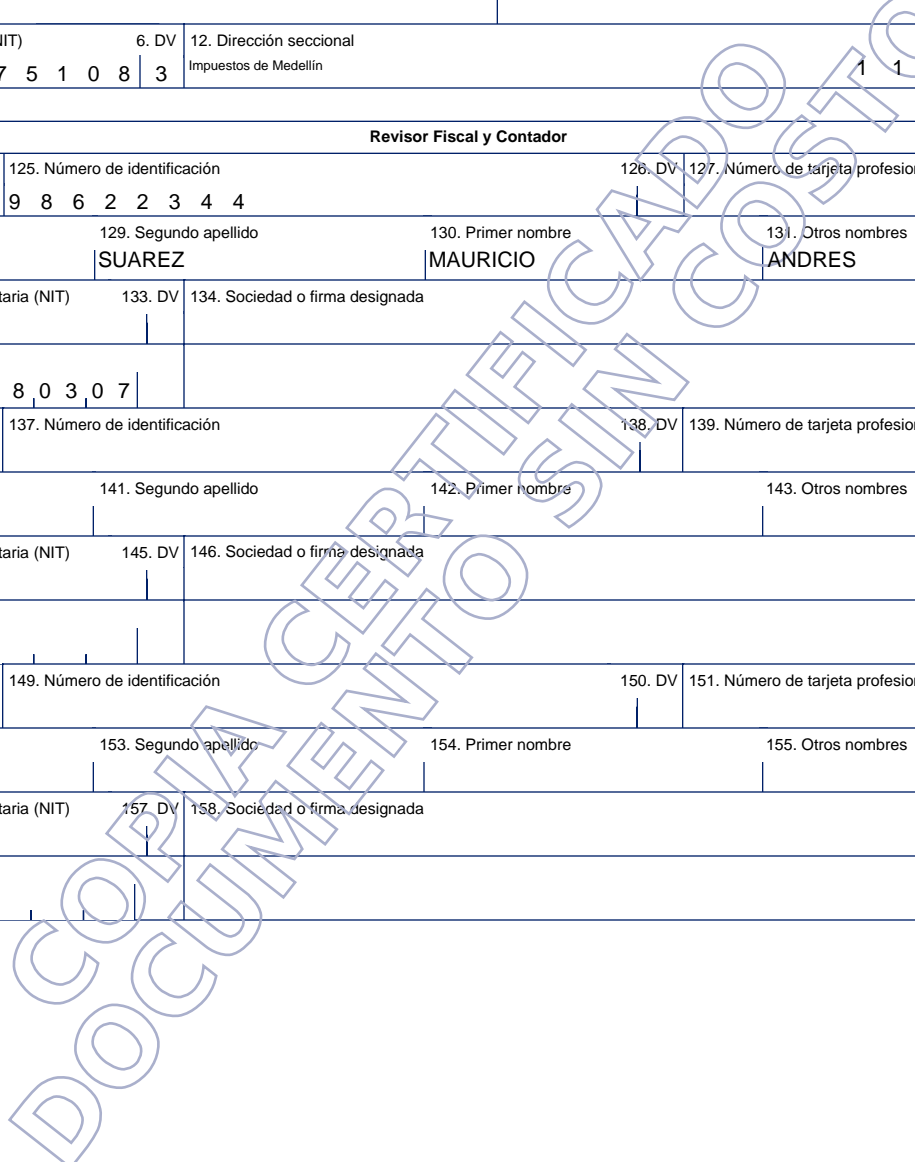 IT) 6. DV 12. Dirección seccional
7 5 1 0 8 3 Impuestos de Medellín 1 1
Revisor Fiscal y Contador
125. Número de identificación 126. DV 127. Número de tarjeta profesion
9 8 6 2 2 3 4 4
129. Segundo apellido 130. Primer nombre 131. Otros nombres
SUAREZ MAURICIO ANDRES
taria (NIT) 133. DV 134. Sociedad o firma designada
8 0 3 0 7
137. Número de identificación 138. DV 139. Número de tarjeta profesion
141. Segundo apellido 142. Primer nombre 143. Otros nombres
taria (NIT) 145. DV 146. Sociedad o firma designada
149. Número de identificación 150. DV 151. Número de tarjeta profesion
153. Segundo apellido 154. Primer nombre 155. Otros nombres
taria (NIT) 157. DV 158. Sociedad o firma designada
COPIA CERTIFICADO
DOCUMENTO SIN COSTO